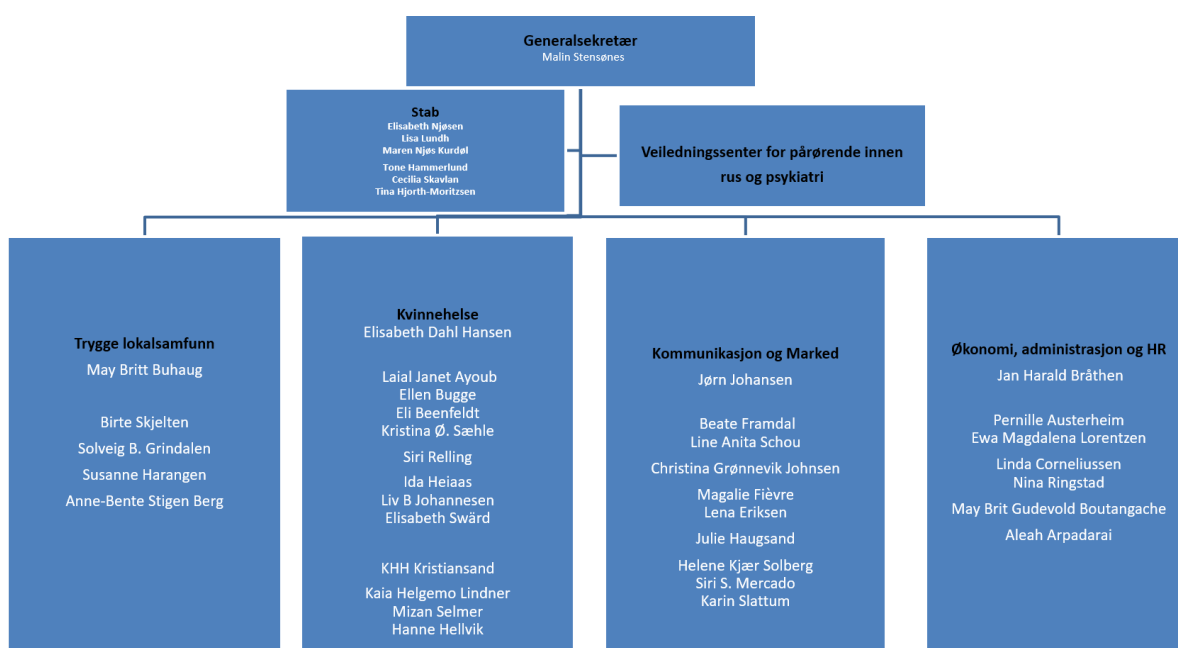 Generalsekretær
Malin Stensønes
Stab
Elisabeth Njøsen
Lisa Lundh
Maren Njøs Kurdøl
Tone Hammerlund
Cecilia Skavlan
Tina Hjorth-Moritzsen
Veiledningssenter for pårørende innen
rus og psykiatri
Trygge lokalsamfunn
May Britt Buhaug
Birte Skjelten
Solveig B. Grindalen
Susanne Harangen
Anne-Bente Stigen Berg
Kvinnehelse
Elisabeth Dahl Hansen
Laial Janet Ayoub
Ellen Bugge
Eli Beenfeldt
Kristina Ø. Sæhle
Siri Relling
Ida Heiaas
Liv B Johannesen
Elisabeth Swärd
KHH Kristiansand
Kaia Helgemo Lindner
Mizan Selmer
Hanne Hellvik
Kommunikasjon og Marked
Jørn Johansen
Beate Framdal
Line Anita Schou
Christina Grønnevik Johnsen
Magalie Fièvre
Lena Eriksen
Julie Haugsand
Helene Kjær Solberg
Siri S. Mercado
Karin Slattum
Økonomi, administrasjon og HR
Jan Harald Bråthen
Pernille Austerheim
Ewa Magdalena Lorentzen
Linda Corneliussen
Nina Ringstad
May Brit Gudevold Boutangache
Aleah Arpadarai